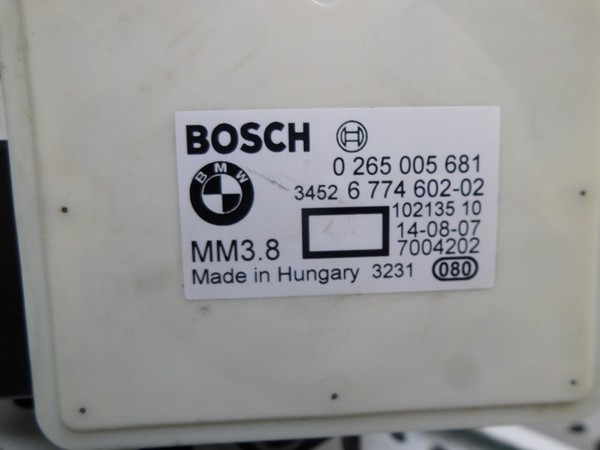 BOSCH
BMW
0 265 005 681
3452 6 774 602-02
102135 10
14-08-07
MM3.8
7004202
Made in Hungary 3231 080